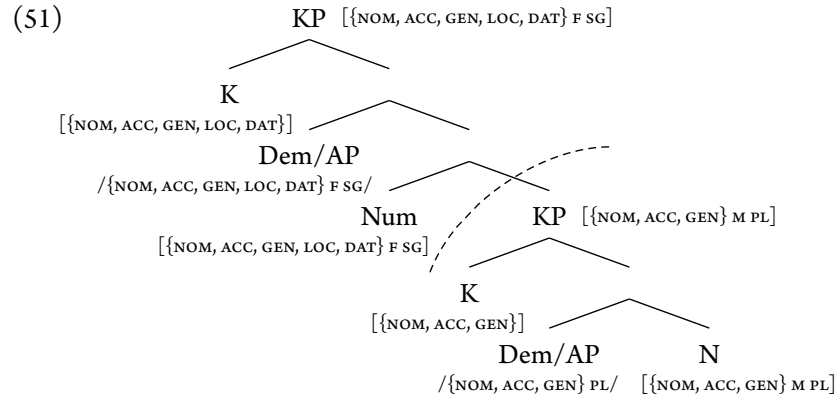 (51)
KP [{NOM, ACC, GEN, LOC, DAT} F SG]
K
[{NOM, ACC, GEN, LOC, DAT}]
Dem/AP
/{NOM, ACC, GEN, LOC, DAT} F SG/
Num
[{NOM, ACC, GEN, LOC, DAT} F SG]
KP [{NOM, ACC, GEN} M PL]
K
[{NOM, ACC, GEN}]
Dem/AP
/{NOM, ACC, GEN} PL/
N
[{NOM, ACC, GEN} M PL]